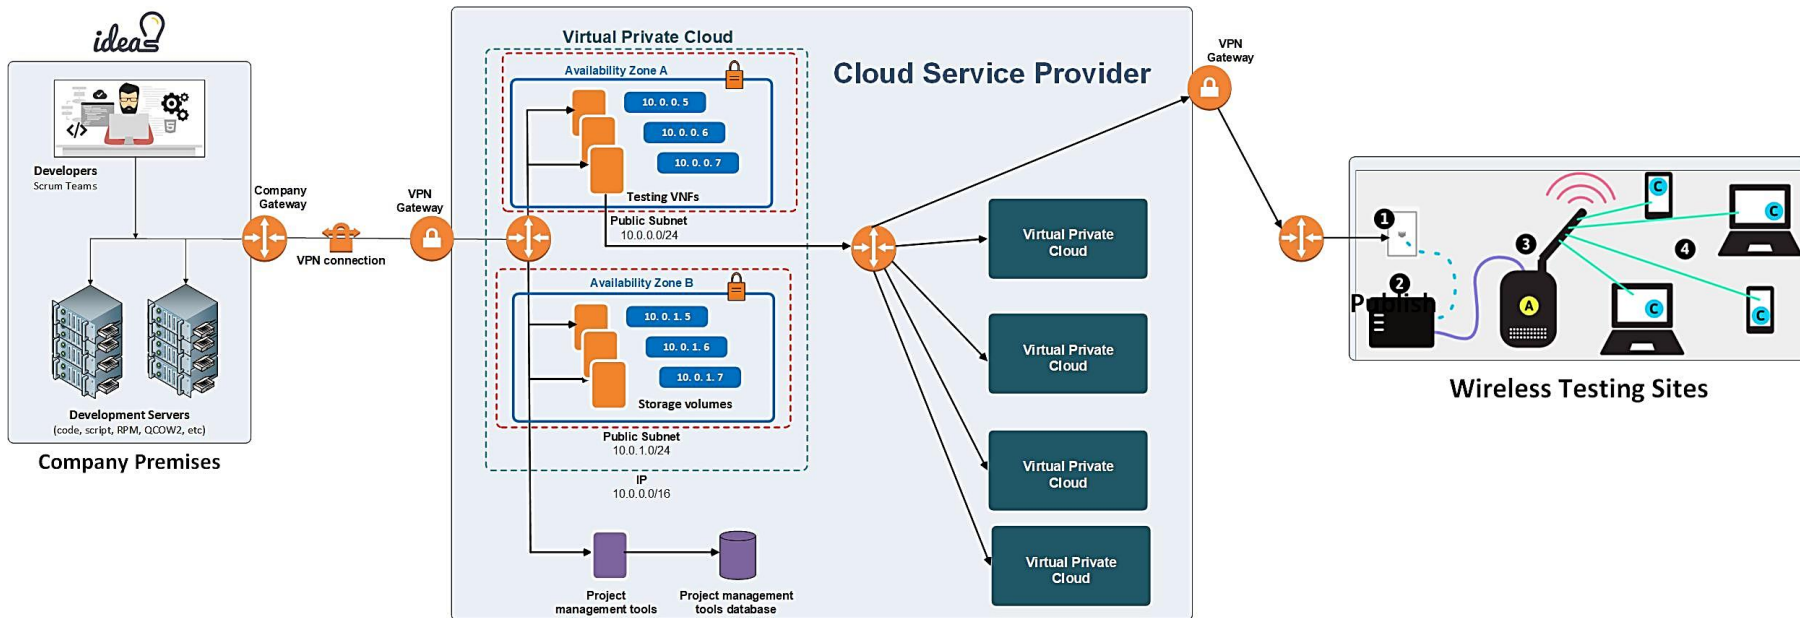 idea
Developers
Scrum Teams
Development Servers
(code, script, RPM, QCOW2, etc)
Company Premises
Company
Gateway
VPN connection
VPN
Gateway
Virtual Private Cloud
Availability Zone A
10. 0. 0. 5
10. 0. 0. 6
10. 0. 0. 7
Testing VNFs
Public Subnet
10.0.0.0/24
Availability Zone B
10. 0. 1. 5
10. 0. 1. 6
10. 0. 1. 7
Storage volumes
Public Subnet
10.0.1.0/24
IP
10.0.0.0/16
Project
management tools
Project management
tools database
Cloud Service Provider
Virtual Private
Cloud
Virtual Private
Cloud
Virtual Private
Cloud
Virtual Private
Cloud
VPN
Gateway
1
2
Publish
3
A
4
C
C
C
C
Wireless Testing Sites